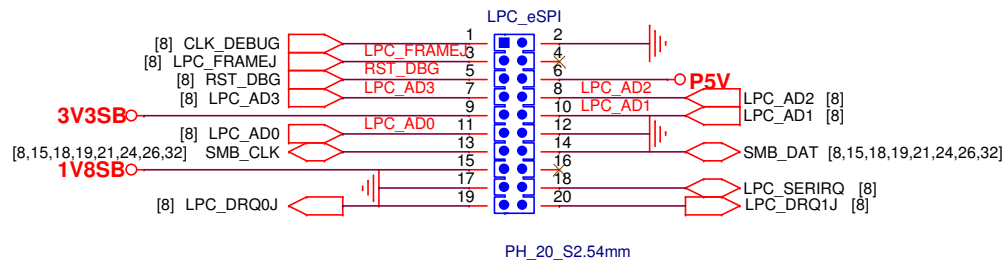 LPC_eSPI
[8] CLK_DEBUG 1 2
[8] LPC_FRAMEJ LPC_FRAMEJ 3 4
[8] RST_DBG RST_DBG 5 6 P5V
[8] LPC_AD3 LPC_AD3 7 8 LPC_AD2 LPC_AD2 [8]
3V3SB 9 10 LPC_AD1 LPC_AD1 [8]
[8] LPC_AD0 LPC_AD0 11 12
[8,15,18,19,21,24,26,32] SMB_CLK 13 14 SMB_DAT [8,15,18,19,21,24,26,32]
1V8SB 15 16
17 18 LPC_SERIRQ [8]
[8] LPC_DRQ0J 19 20 LPC_DRQ1J [8]
PH_20_S2.54mm